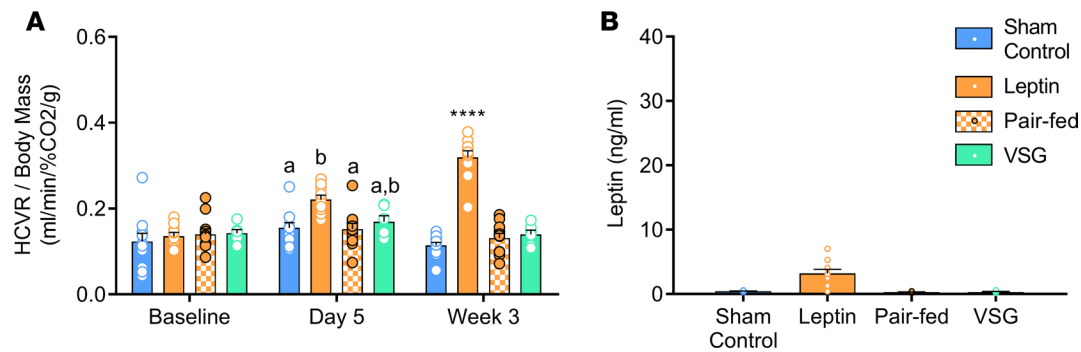 A
HCVR / Body Mass
(ml/min/%CO2/g)
0.6
0.4
0.2
0.0
a
b
a
a,b
****
Baseline
Day 5
Week 3
B
Leptin (ng/ml)
40
30
20
10
0
Sham
Control
Leptin
Pair-fed
VSG
Sham
Control
Leptin
Pair-fed
VSG